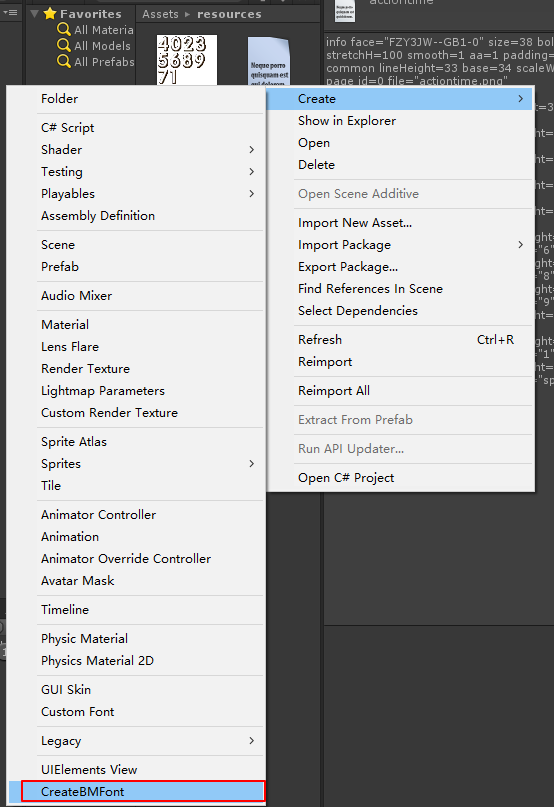 Favorites
All Materia
All Models
All Prefabs
Assets
resources
4023
5689
71
Neque porro
quisquam est
qui dolorem
actiontime
info face="FZY3JW--GB1-0" size=38 bol
stretchH=100 smooth=1 aa=1 padding=
common lineHeight=33 base=34 scaleW
page id=0 file="actiontime.png"
Create
Show in Explorer
Open
Delete
Open Scene Additive
Import New Asset...
Import Package
Export Package...
Find References In Scene
Select Dependencies
Refresh Ctrl+R
Reimport
Reimport All
Extract From Prefab
Run API Updater...
Open C# Project
Folder
C# Script
Shader
Testing
Playables
Assembly Definition
Scene
Prefab
Audio Mixer
Material
Lens Flare
Render Texture
Lightmap Parameters
Custom Render Texture
Sprite Atlas
Sprites
Tile
Animator Controller
Animation
Animator Override Controller
Avatar Mask
Timeline
Physic Material
Physics Material 2D
GUI Skin
Custom Font
Legacy
UIElements View
CreateBMFont